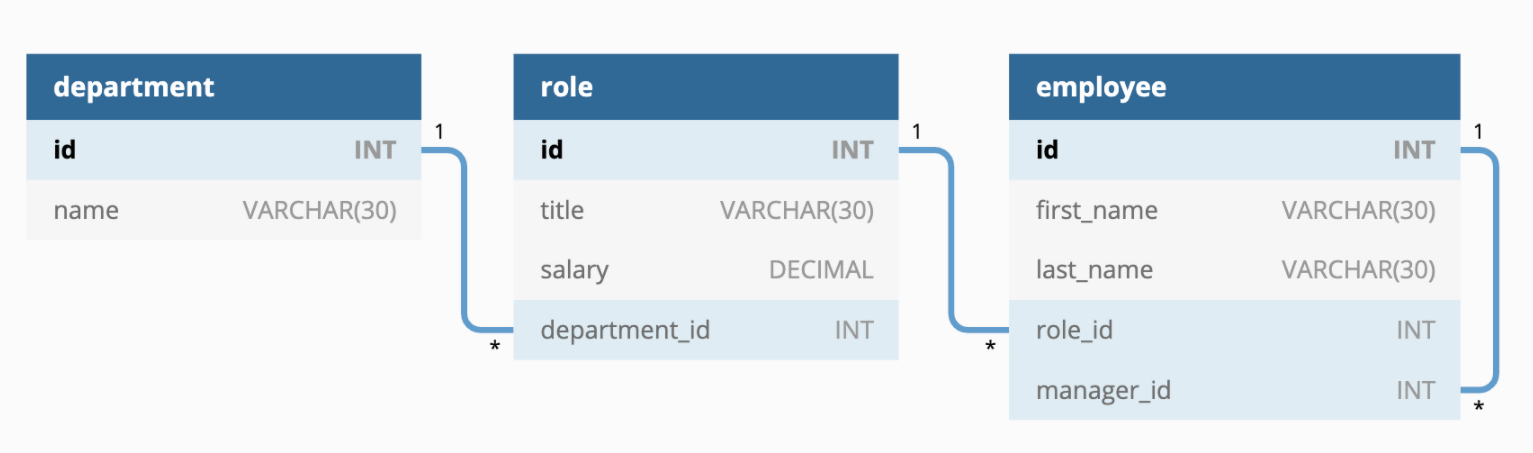 department
id INT
name VARCHAR(30)
1
*
role
id INT
title VARCHAR(30)
salary DECIMAL
department_id INT
1
*
employee
id INT
first_name VARCHAR(30)
last_name VARCHAR(30)
role_id INT
manager_id INT
1
*